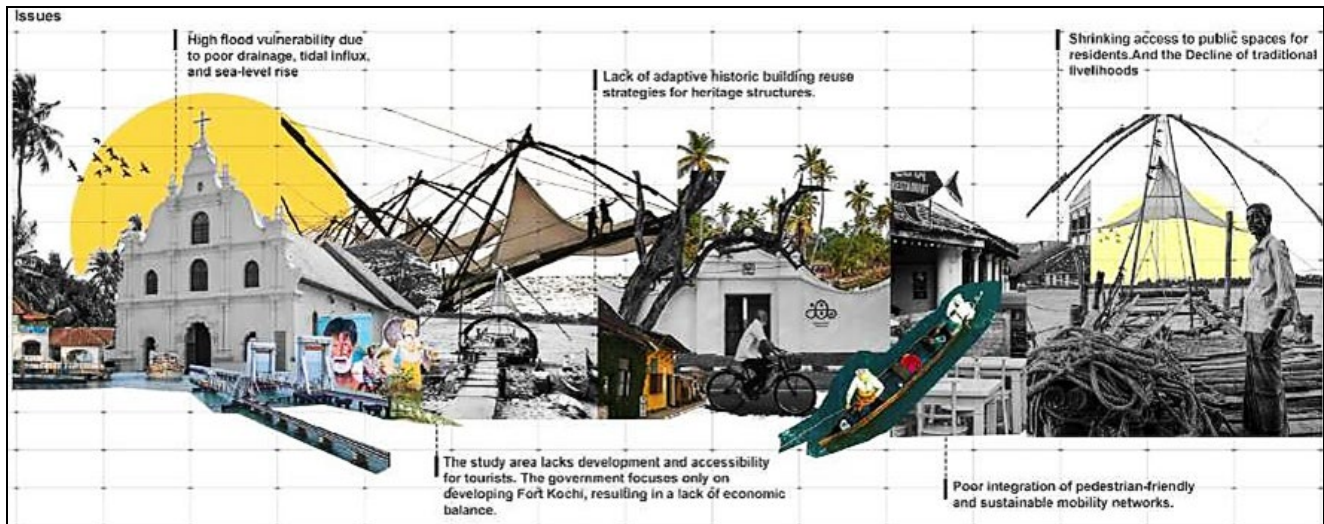 Issues
High flood vulnerability due
to poor drainage, tidal influx,
and sea-level rise
Lack of adaptive historic building reuse
strategies for heritage structures.
Shrinking access to public spaces for
residents.And the Decline of traditional
livelihoods
The study area lacks development and accessibility
for tourists. The government focuses only on
developing Fort Kochi, resulting in a lack of economic
balance.
Poor integration of pedestrian-friendly
and sustainable mobility networks.